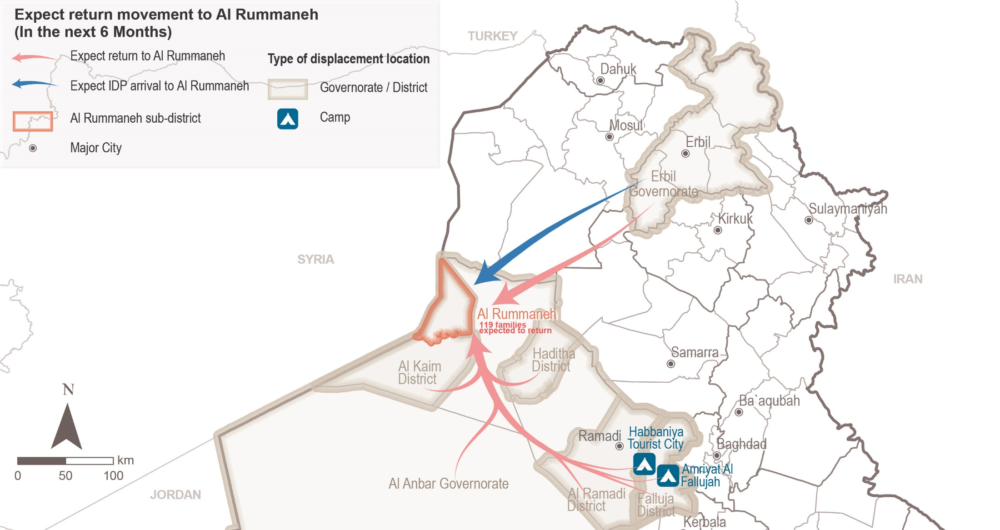 Expect return movement to Al Rummaneh
(In the next 6 Months)
Expect return to Al Rummaneh
Expect IDP arrival to Al Rummaneh
Al Rummaneh sub-district
Major City
Type of displacement location
Governorate / District
Camp
TURKEY
Dahuk
Mosul
Erbil
Erbil
Governorate
Sulaymaniyah
Kirkuk
SYRIA
IRAN
Al Rummaneh
119 families
expected to return
Haditha
District
Samarra
Al Kaim
District
N
Ba`aqubah
Ramadi
Habbaniya
Tourist City
Baghdad
km
0 50 100
Amriyat Al
Fallujah
Al Anbar Governorate
JORDAN
Al Ramadi
District
Falluja
District
Kerbala